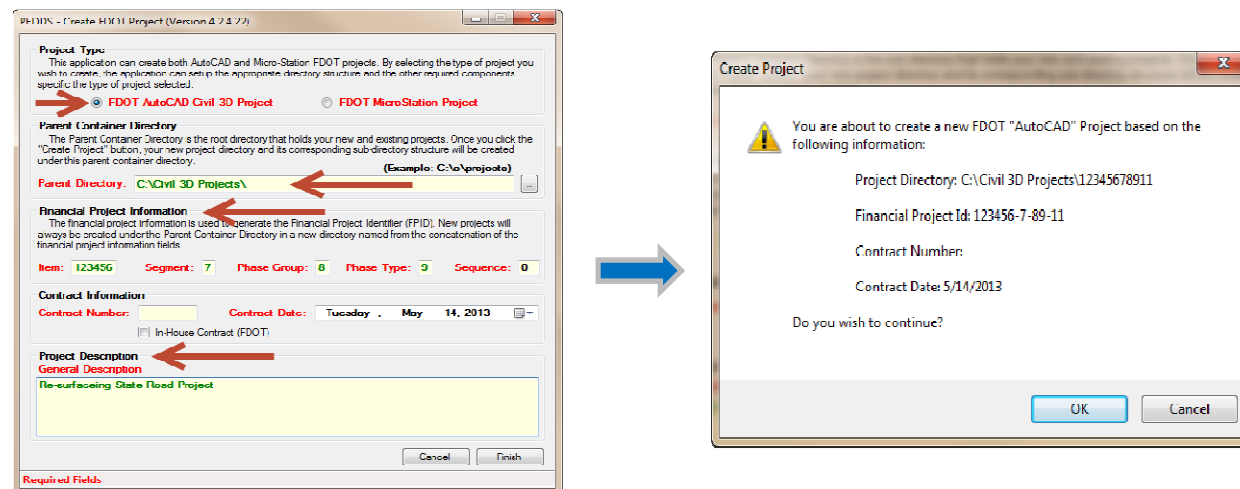 PEDDS - Create FDOT Project (Version 4.2.4.22)
Project Type
This application can create both AutoCAD and Micro-Station FDOT projects. By selecting the type of project you
wish to create, the application can setup the appropriate directory structure and the other required components
specific the type of project selected.
FDOT AutoCAD Civil 3D Project
FDOT MicroStation Project
Parent Container Directory
The Parent Container Directory is the root directory that holds your new and existing projects. Once you click the
"Create Project" button, your new project directory and its corresponding sub-directory structure will be created
under this parent container directory.
(Example: C:\e\projects)
Parent Directory: C:\Civil 3D Projects\
...
Financial Project Information
The financial project information is used to generate the Financial Project Identifier (FPID). New projects will
always be created under the Parent Container Directory in a new directory named from the concatenation of the
financial project information fields.
Item: 123456 Segment: 7 Phase Group: 8 Phase Type: 9 Sequence: 0
Contract Information
Contract Number: Contract Date: Tuesday , May 14, 2013
In-House Contract (FDOT)
Project Description
General Description
Re-surfaceing State Road Project
Cancel Finish
Required Fields
Create Project
You are about to create a new FDOT "AutoCAD" Project based on the
following information:
Project Directory: C:\Civil 3D Projects\12345678911
Financial Project Id: 123456-7-89-11
Contract Number:
Contract Date: 5/14/2013
Do you wish to continue?
OK Cancel